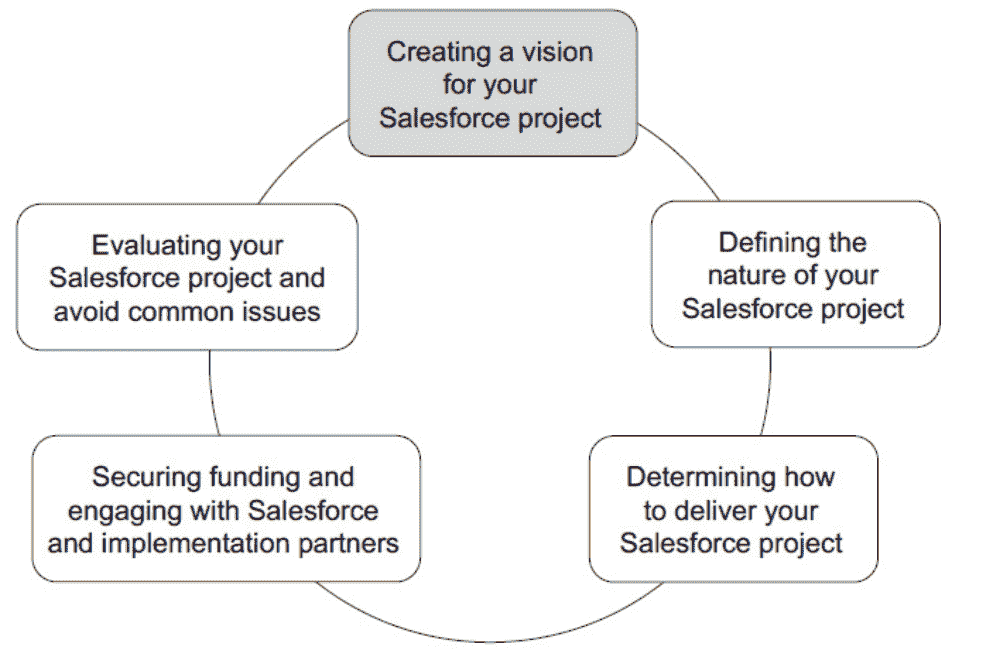 Creating a vision
for your
Salesforce project
Defining the
nature of your
Salesforce project
Determining how
to deliver your
Salesforce project
Securing funding and
engaging with Salesforce
and implementation partners
Evaluating your
Salesforce project and
avoid common issues